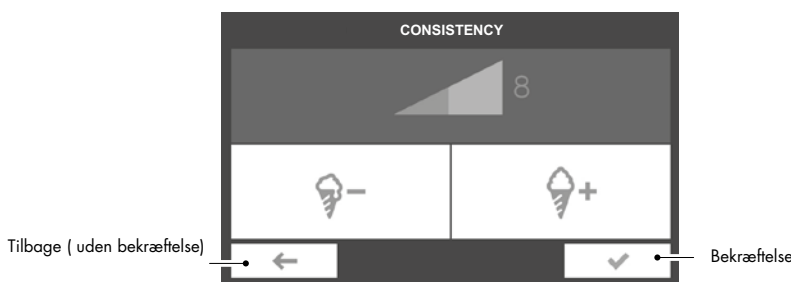 CONSISTENCY
8
Tilbage ( uden bekræftelse)
Bekræftelse